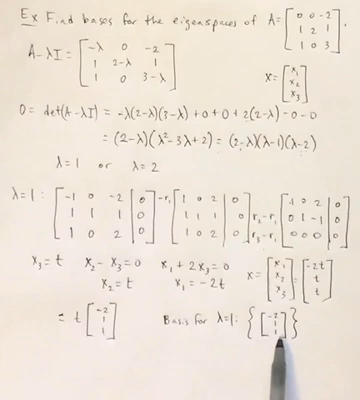 Ex Find bases for the eigenspaces of A = [0 0 -2; 1 2 1; 1 0 3].
A-λI = [-λ 0 -2; 1 2-λ 1; 1 0 3-λ]
x = [x₁; x₂; x₃]
0 = det(A-λI) = -λ(2-λ)(3-λ) + 0 + 0 + 2(2-λ) - 0 - 0
= (2-λ)(λ²-3λ+2) = (2-λ)(λ-1)(λ-2)
λ=1 or λ=2
λ=1: [-1 0 -2 | 0; 1 1 1 | 0; 1 0 2 | 0] -r₁ [1 0 2 | 0; 1 1 1 | 0; 1 0 2 | 0] r₂-r₁ r₃-r₁ [1 0 2 | 0; 0 1 -1 | 0; 0 0 0 | 0]
x₃ = t x₂ - x₃ = 0 x₁ + 2x₃ = 0 x = [x₁; x₂; x₃] = [-2t; t; t]
x₂ = t x₁ = -2t
= t [-2; 1; 1] Basis for λ=1: { [-2; 1; 1] }